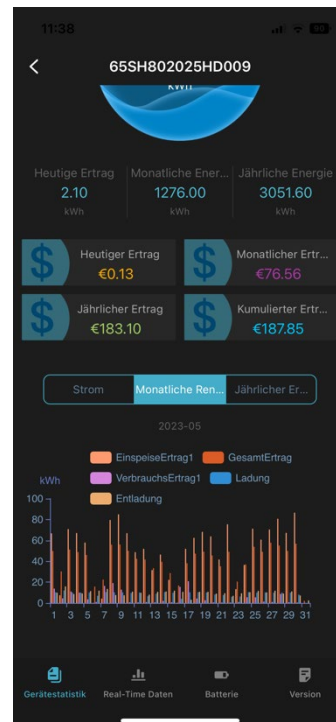 11:38
90
65SH802025HD009
kWh
Heutige Ertrag Monatliche Ener... Jährliche Energie
2.10 1276.00 3051.60
kWh kWh kWh
Heutiger Ertrag Monatlicher Ertr...
€0.13 €76.56
Jährlicher Ertrag Kumulierter Ertr...
€183.10 €187.85
Strom Monatliche Ren... Jährlicher Er...
2023-05
EinspeiseErtrag1 GesamtErtrag
kWh VerbrauchsErtrag1 Ladung
Entladung
100
80
60
40
20
0
1 3 5 7 9 11 13 15 17 19 21 23 25 27 29 31
Gerätestatistik Real-Time Daten Batterie Version